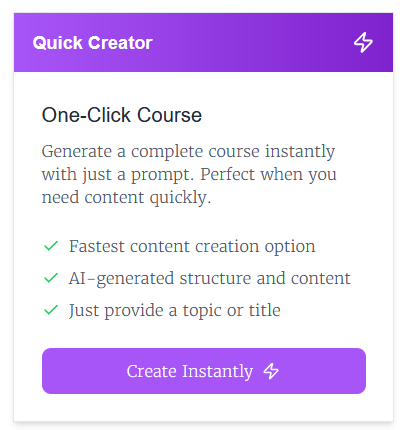 Quick Creator
One-Click Course
Generate a complete course instantly
with just a prompt. Perfect when you
need content quickly.
Fastest content creation option
AI-generated structure and content
Just provide a topic or title
Create Instantly